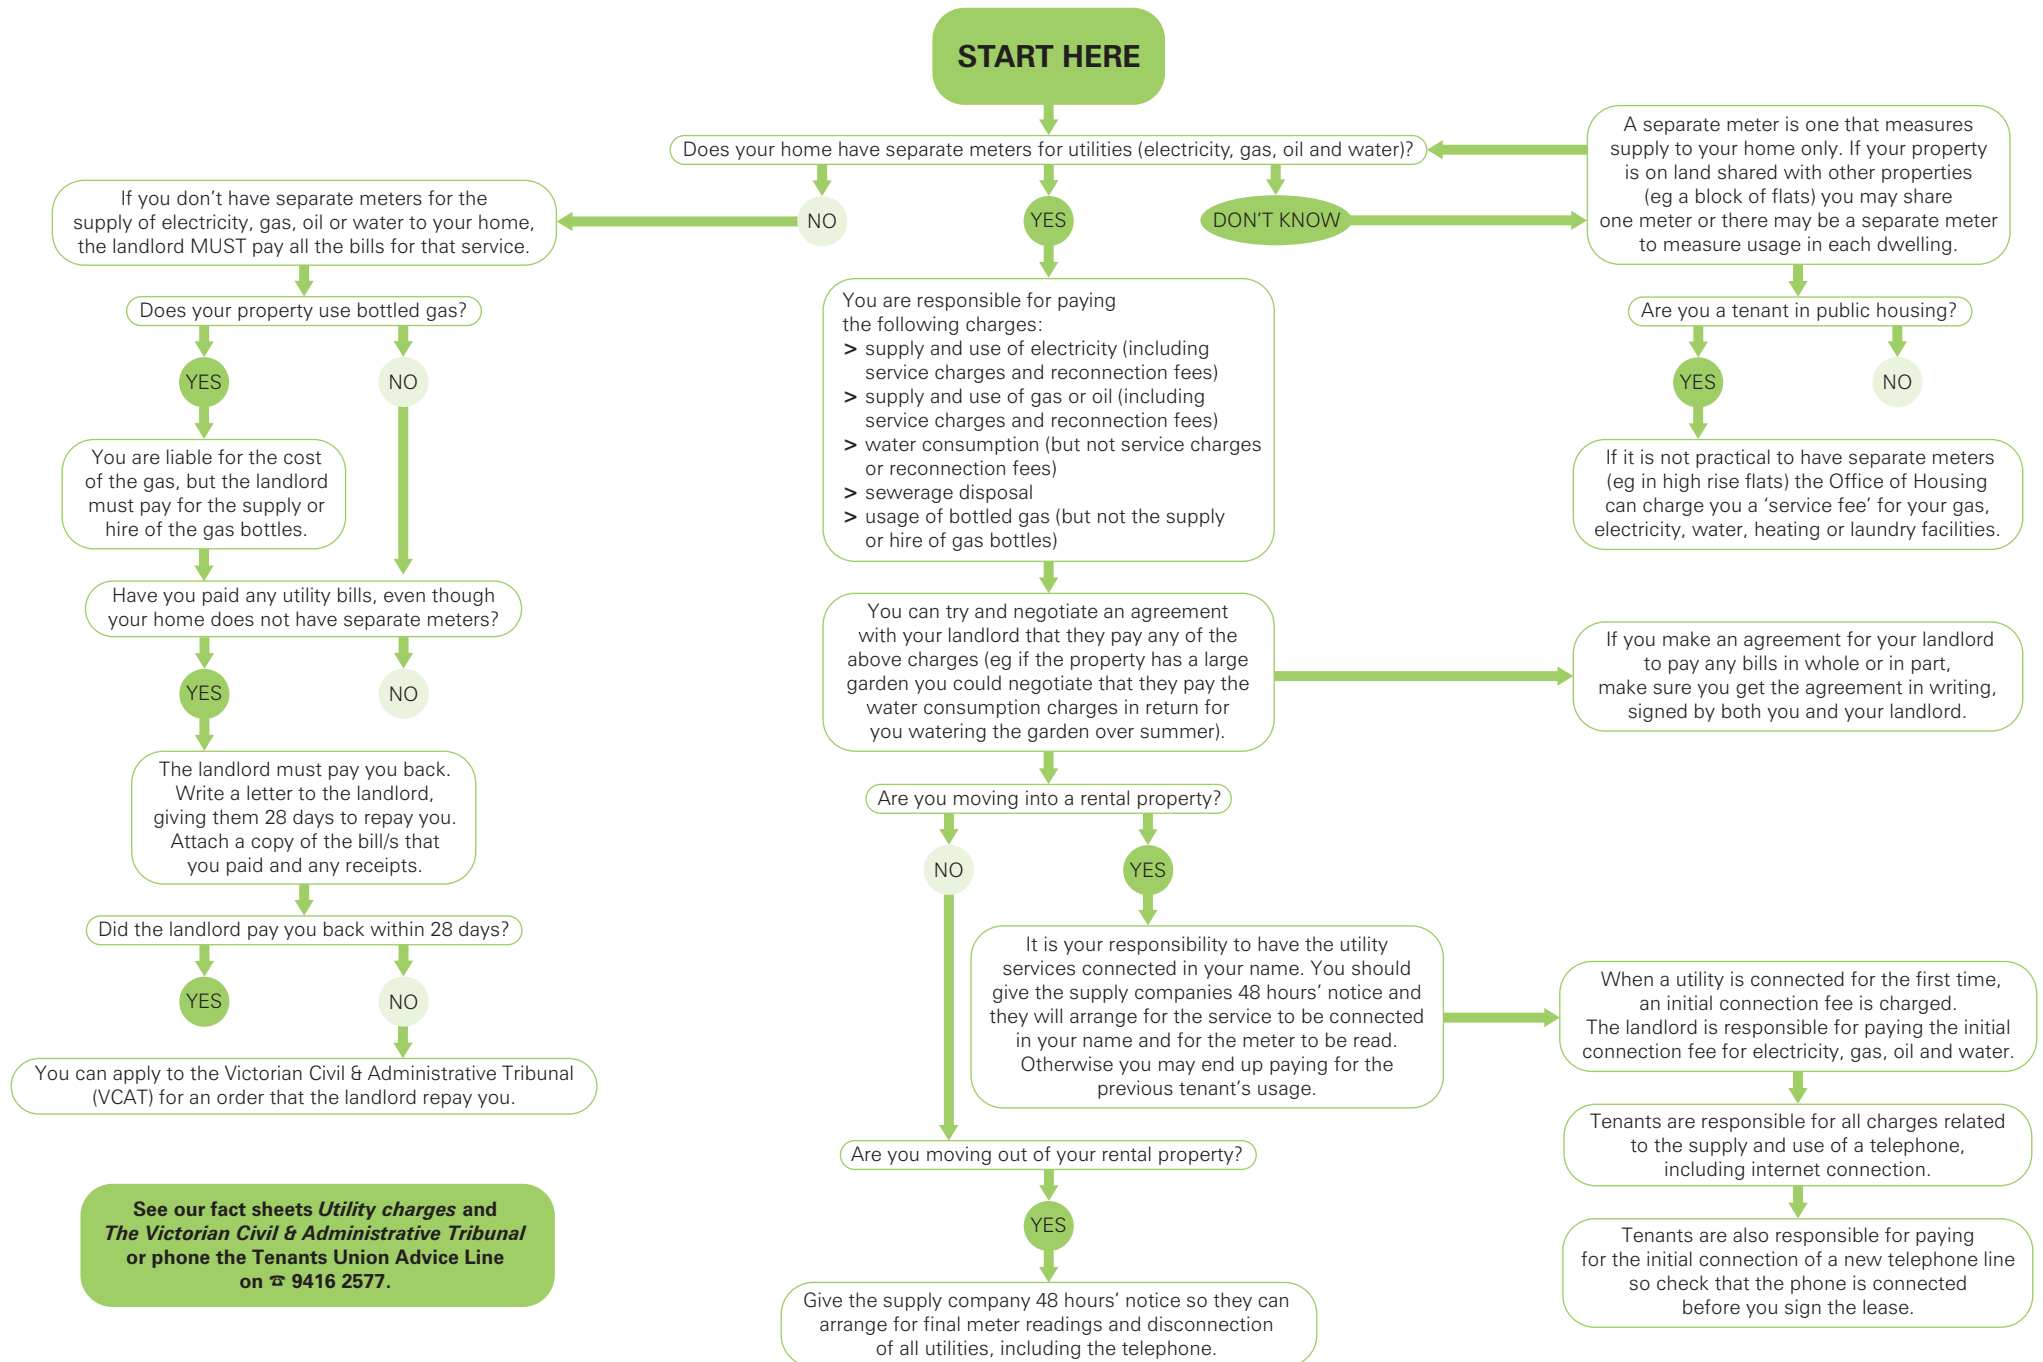 START HERE
Does your home have separate meters for utilities (electricity, gas, oil and water)?
NO
YES
DON'T KNOW
If you don't have separate meters for the
supply of electricity, gas, oil or water to your home,
the landlord MUST pay all the bills for that service.
Does your property use bottled gas?
YES
NO
You are liable for the cost
of the gas, but the landlord
must pay for the supply or
hire of the gas bottles.
Have you paid any utility bills, even though
your home does not have separate meters?
YES
NO
The landlord must pay you back.
Write a letter to the landlord,
giving them 28 days to repay you.
Attach a copy of the bill/s that
you paid and any receipts.
Did the landlord pay you back within 28 days?
YES
NO
You can apply to the Victorian Civil & Administrative Tribunal
(VCAT) for an order that the landlord repay you.
See our fact sheets Utility charges and
The Victorian Civil & Administrative Tribunal
or phone the Tenants Union Advice Line
on ☎ 9416 2577.
You are responsible for paying
the following charges:
> supply and use of electricity (including
service charges and reconnection fees)
> supply and use of gas or oil (including
service charges and reconnection fees)
> water consumption (but not service charges
or reconnection fees)
> sewerage disposal
> usage of bottled gas (but not the supply
or hire of gas bottles)
You can try and negotiate an agreement
with your landlord that they pay any of the
above charges (eg if the property has a large
garden you could negotiate that they pay the
water consumption charges in return for
you watering the garden over summer).
Are you moving into a rental property?
NO
YES
It is your responsibility to have the utility
services connected in your name. You should
give the supply companies 48 hours' notice and
they will arrange for the service to be connected
in your name and for the meter to be read.
Otherwise you may end up paying for the
previous tenant's usage.
Are you moving out of your rental property?
YES
Give the supply company 48 hours' notice so they can
arrange for final meter readings and disconnection
of all utilities, including the telephone.
A separate meter is one that measures
supply to your home only. If your property
is on land shared with other properties
(eg a block of flats) you may share
one meter or there may be a separate meter
to measure usage in each dwelling.
Are you a tenant in public housing?
YES
NO
If it is not practical to have separate meters
(eg in high rise flats) the Office of Housing
can charge you a 'service fee' for your gas,
electricity, water, heating or laundry facilities.
If you make an agreement for your landlord
to pay any bills in whole or in part,
make sure you get the agreement in writing,
signed by both you and your landlord.
When a utility is connected for the first time,
an initial connection fee is charged.
The landlord is responsible for paying the initial
connection fee for electricity, gas, oil and water.
Tenants are responsible for all charges related
to the supply and use of a telephone,
including internet connection.
Tenants are also responsible for paying
for the initial connection of a new telephone line
so check that the phone is connected
before you sign the lease.